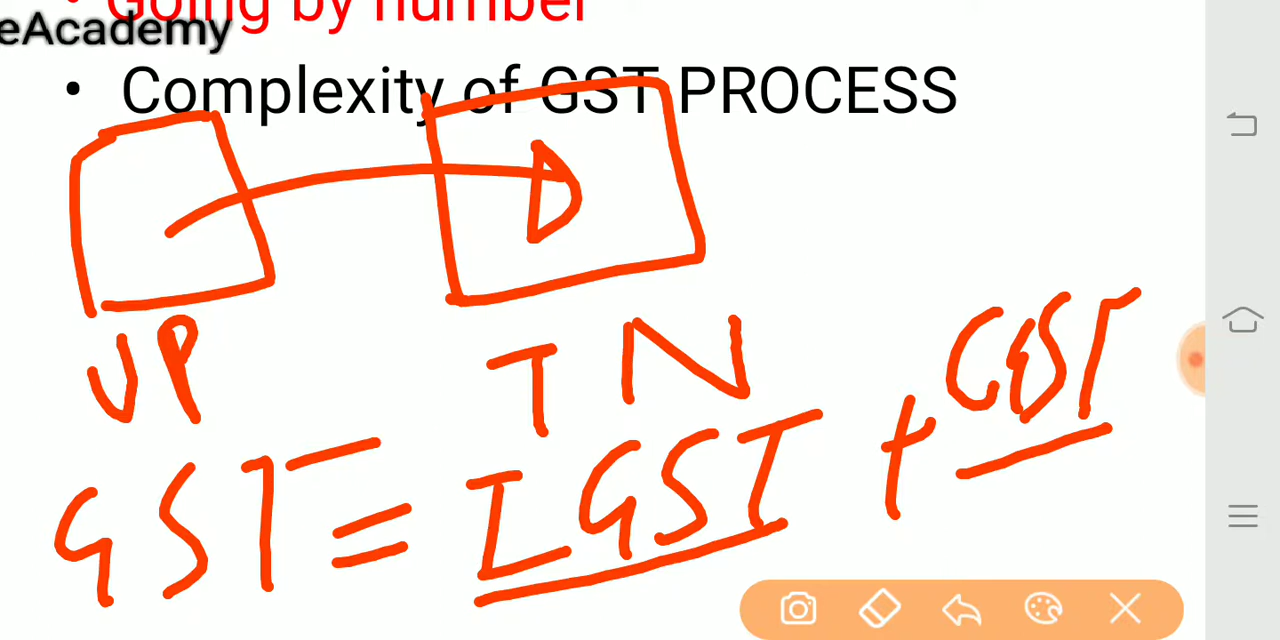 • Going by number
eAcademy
• Complexity of GST PROCESS
UP
TN
GST = IGST + CGST